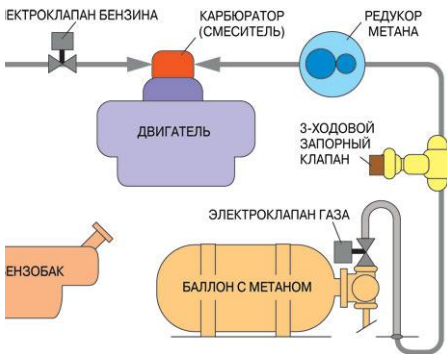 ЛЕКТРОКЛАПАН БЕНЗИНА
КАРБЮРАТОР
(СМЕСИТЕЛЬ)
РЕДУКОР
МЕТАНА
ДВИГАТЕЛЬ
3-ХОДОВОЙ
ЗАПОРНЫЙ
КЛАПАН
ЭЛЕКТРОКЛАПАН ГАЗА
ЕНЗОБАК
БАЛЛОН С МЕТАНОМ